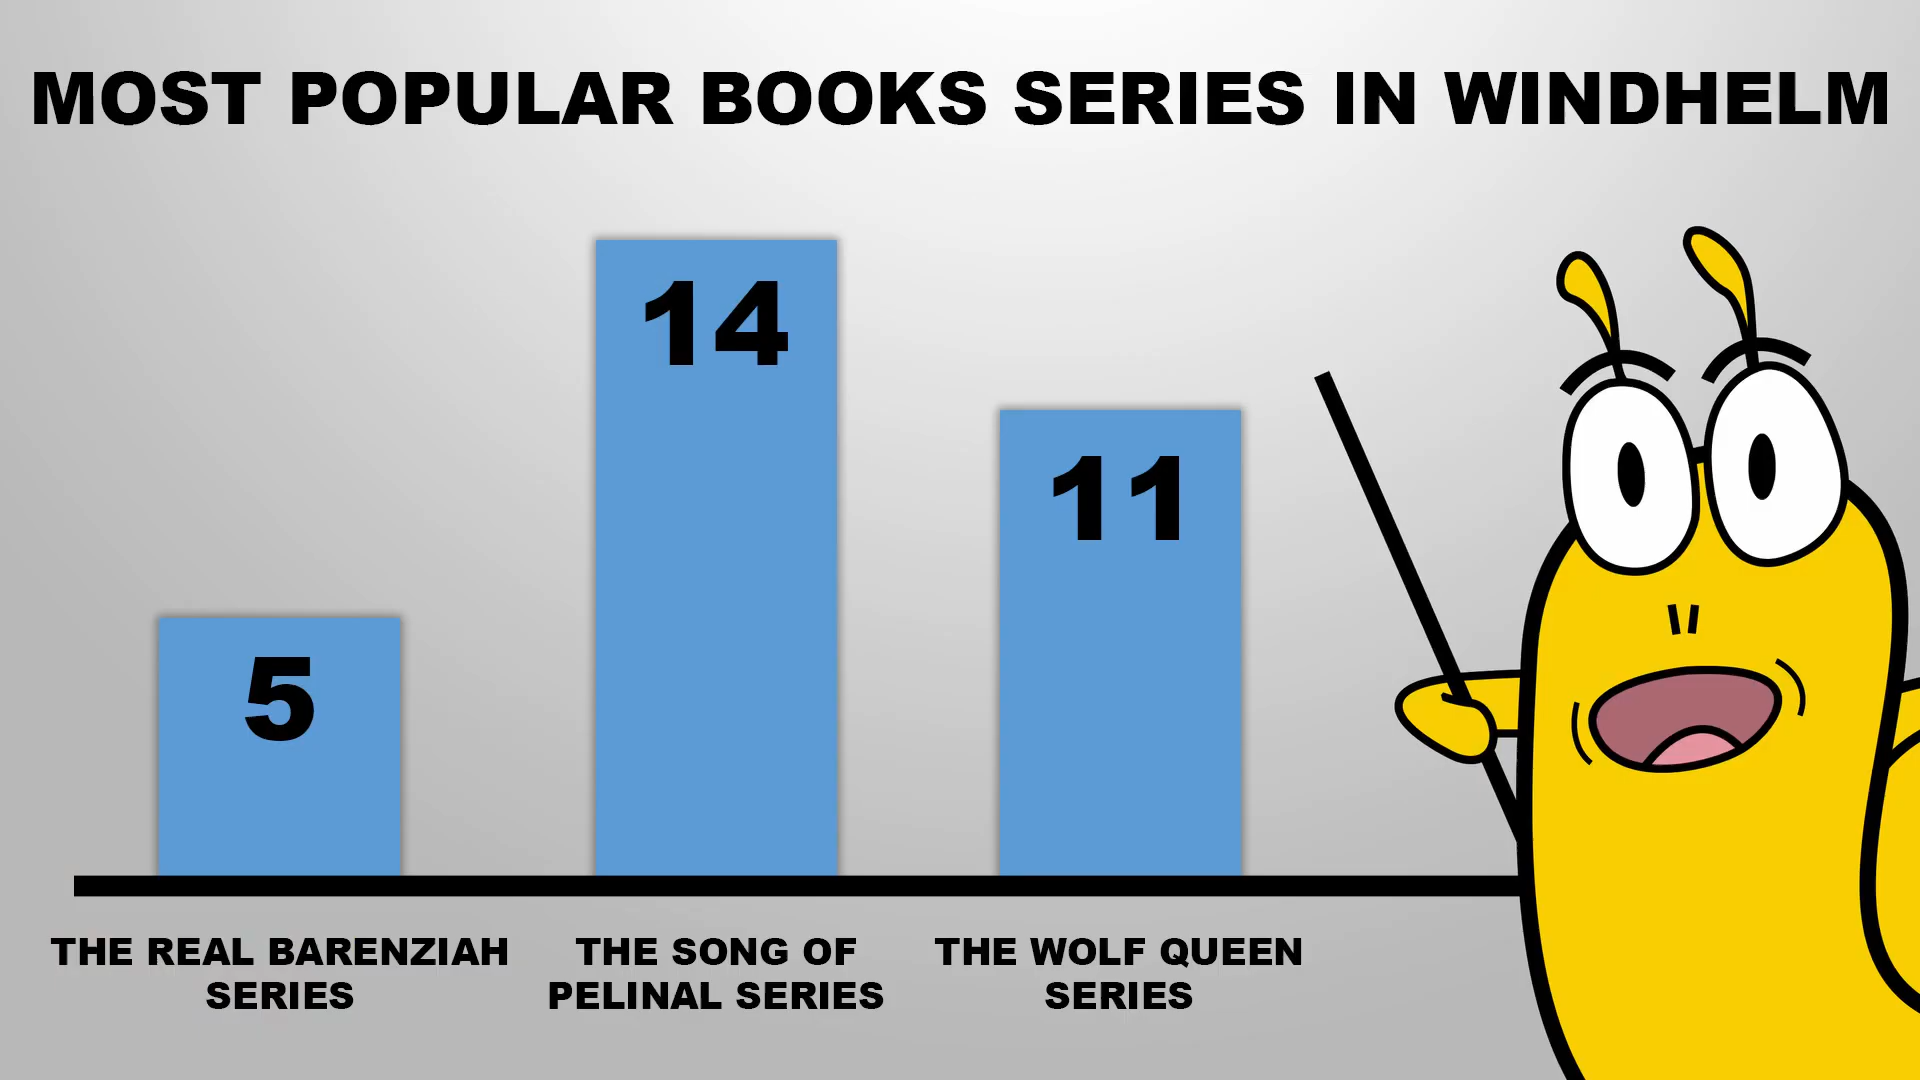 MOST POPULAR BOOKS SERIES IN WINDHELM
14
11
5
THE REAL BARENZIAH
SERIES
THE SONG OF
PELINAL SERIES
THE WOLF QUEEN
SERIES